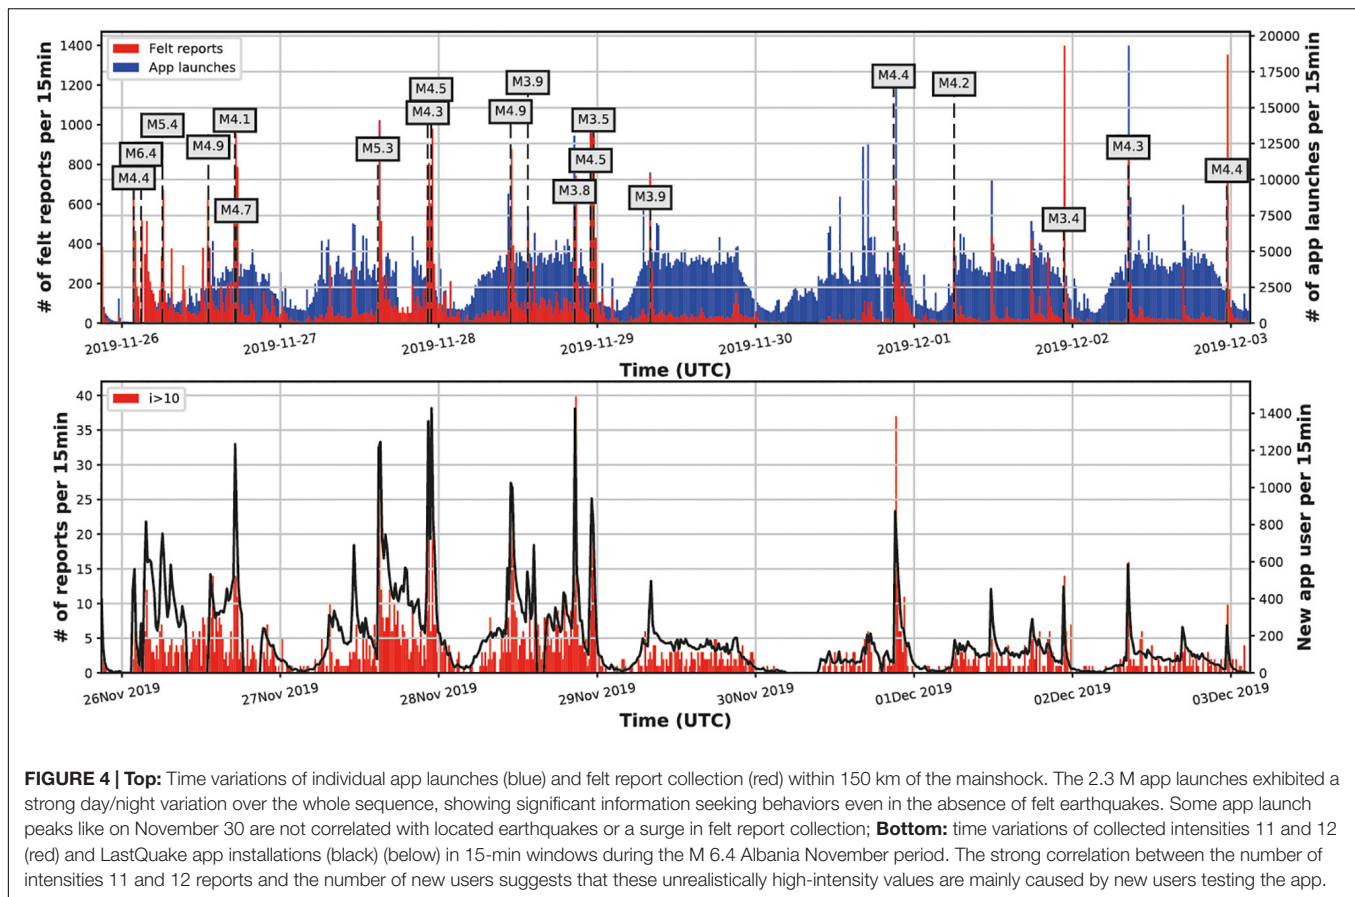 Felt reports
App launches
# of felt reports per 15min
1400
1200
1000
800
600
400
200
0
20000
17500
15000
12500
10000
7500
5000
2500
0
# of app launches per 15min
M4.4
M6.4
M5.4
M4.9
M4.1
M4.7
M5.3
M4.5
M4.3
M4.9
M3.9
M3.5
M4.5
M3.8
M3.9
M4.4
M4.2
M3.4
M4.3
M4.4
2019-11-26
2019-11-27
2019-11-28
2019-11-29
2019-11-30
2019-12-01
2019-12-02
2019-12-03
Time (UTC)
i>10
# of reports per 15min
40
35
30
25
20
15
10
5
0
1400
1200
1000
800
600
400
200
0
New app user per 15min
26Nov 2019
27Nov 2019
28Nov 2019
29Nov 2019
30Nov 2019
01Dec 2019
02Dec 2019
03Dec 2019
Time (UTC)
FIGURE 4 | Top: Time variations of individual app launches (blue) and felt report collection (red) within 150 km of the mainshock. The 2.3 M app launches exhibited a
strong day/night variation over the whole sequence, showing significant information seeking behaviors even in the absence of felt earthquakes. Some app launch
peaks like on November 30 are not correlated with located earthquakes or a surge in felt report collection; Bottom: time variations of collected intensities 11 and 12
(red) and LastQuake app installations (black) (below) in 15-min windows during the M 6.4 Albania November period. The strong correlation between the number of
intensities 11 and 12 reports and the number of new users suggests that these unrealistically high-intensity values are mainly caused by new users testing the app.